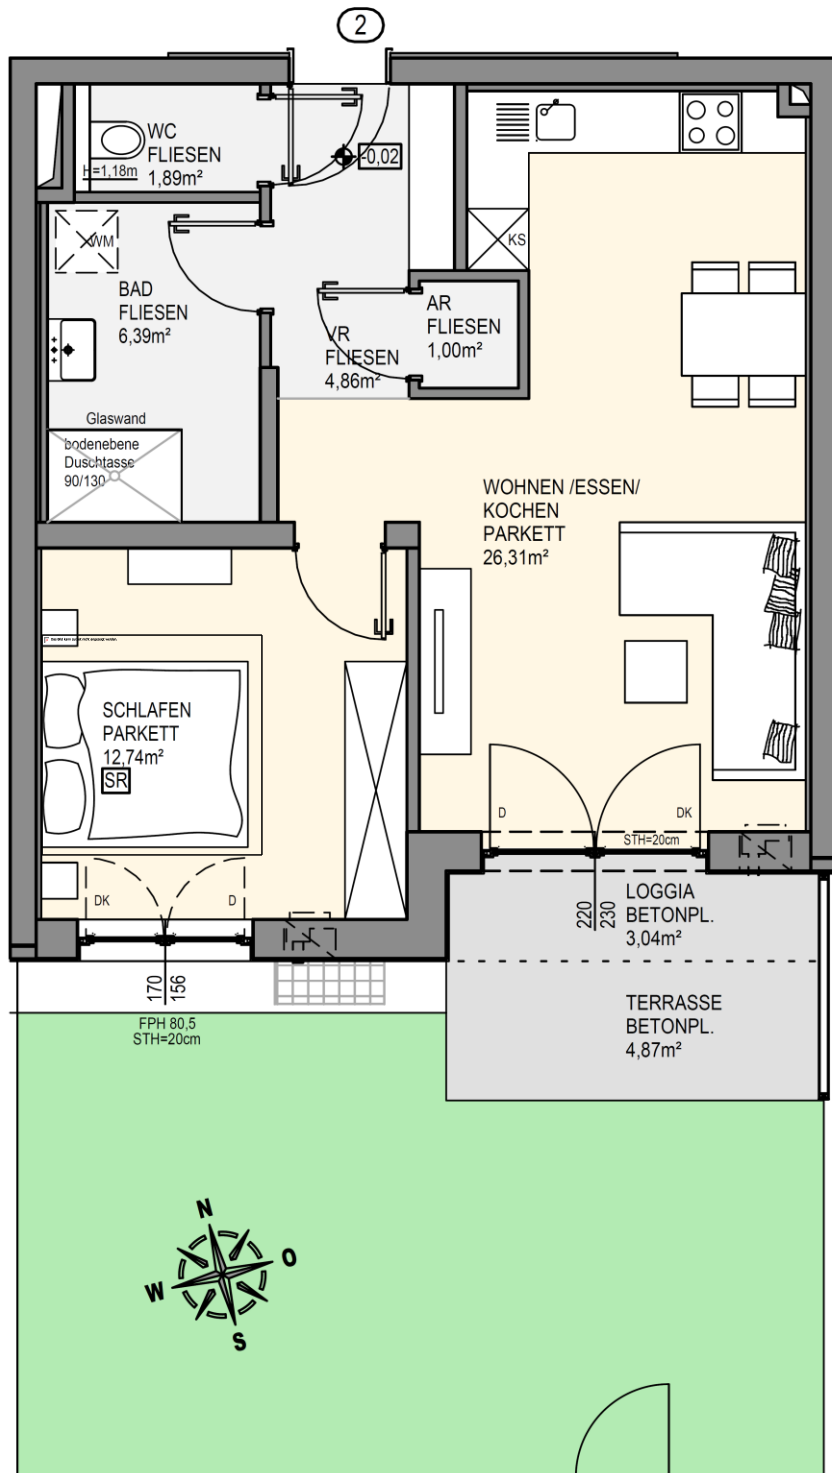 2
WC
FLIESEN
1,89m²
H=1,18m
-0,02
WM
BAD
FLIESEN
6,39m²
KS
AR
FLIESEN
1,00m²
VR
FLIESEN
4,86m²
Glaswand
bodenebene
Duschtasse
90/130
WOHNEN /ESSEN/
KOCHEN
PARKETT
26,31m²
SCHLAFEN
PARKETT
12,74m²
SR
D
DK
STH=20cm
DK
D
220
230
LOGGIA
BETONPL.
3,04m²
170
156
FPH 80,5
STH=20cm
TERRASSE
BETONPL.
4,87m²
N
O
W
S